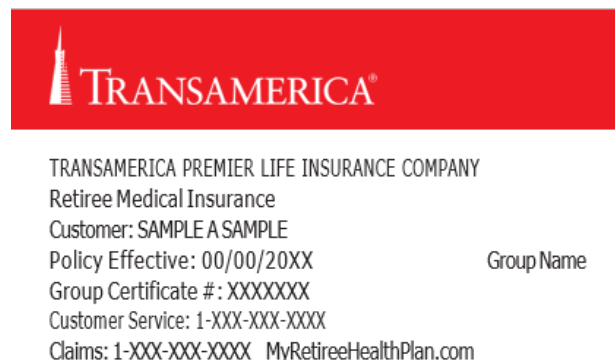 TRANSAMERICA®
TRANSAMERICA PREMIER LIFE INSURANCE COMPANY
Retiree Medical Insurance
Customer: SAMPLE A SAMPLE
Policy Effective: 00/00/20XX Group Name
Group Certificate #: XXXXXXX
Customer Service: 1-XXX-XXX-XXXX
Claims: 1-XXX-XXX-XXXX MyRetireeHealthPlan.com